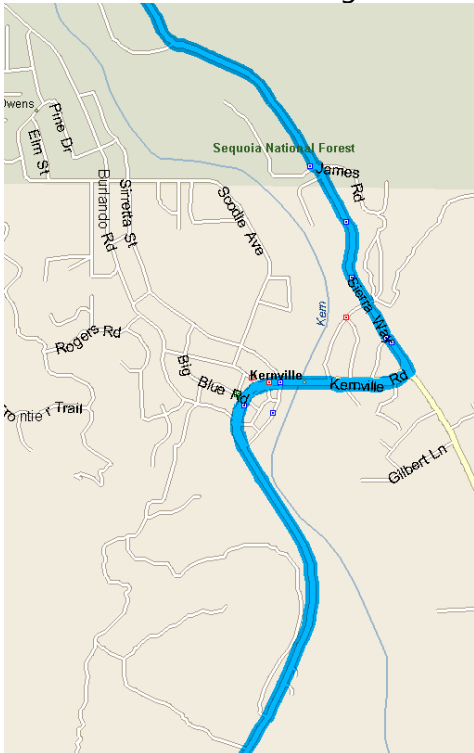 Owens
Pine Dr
Elm St
Sequoia National Forest
James Rd
Burlando Rd
Sirretta St
Scodie Ave
Kern
Sierra Way
Rogers Rd
Big Blue Rd
Kernville
Kernville Rd
Frontier Trail
Gilbert Ln